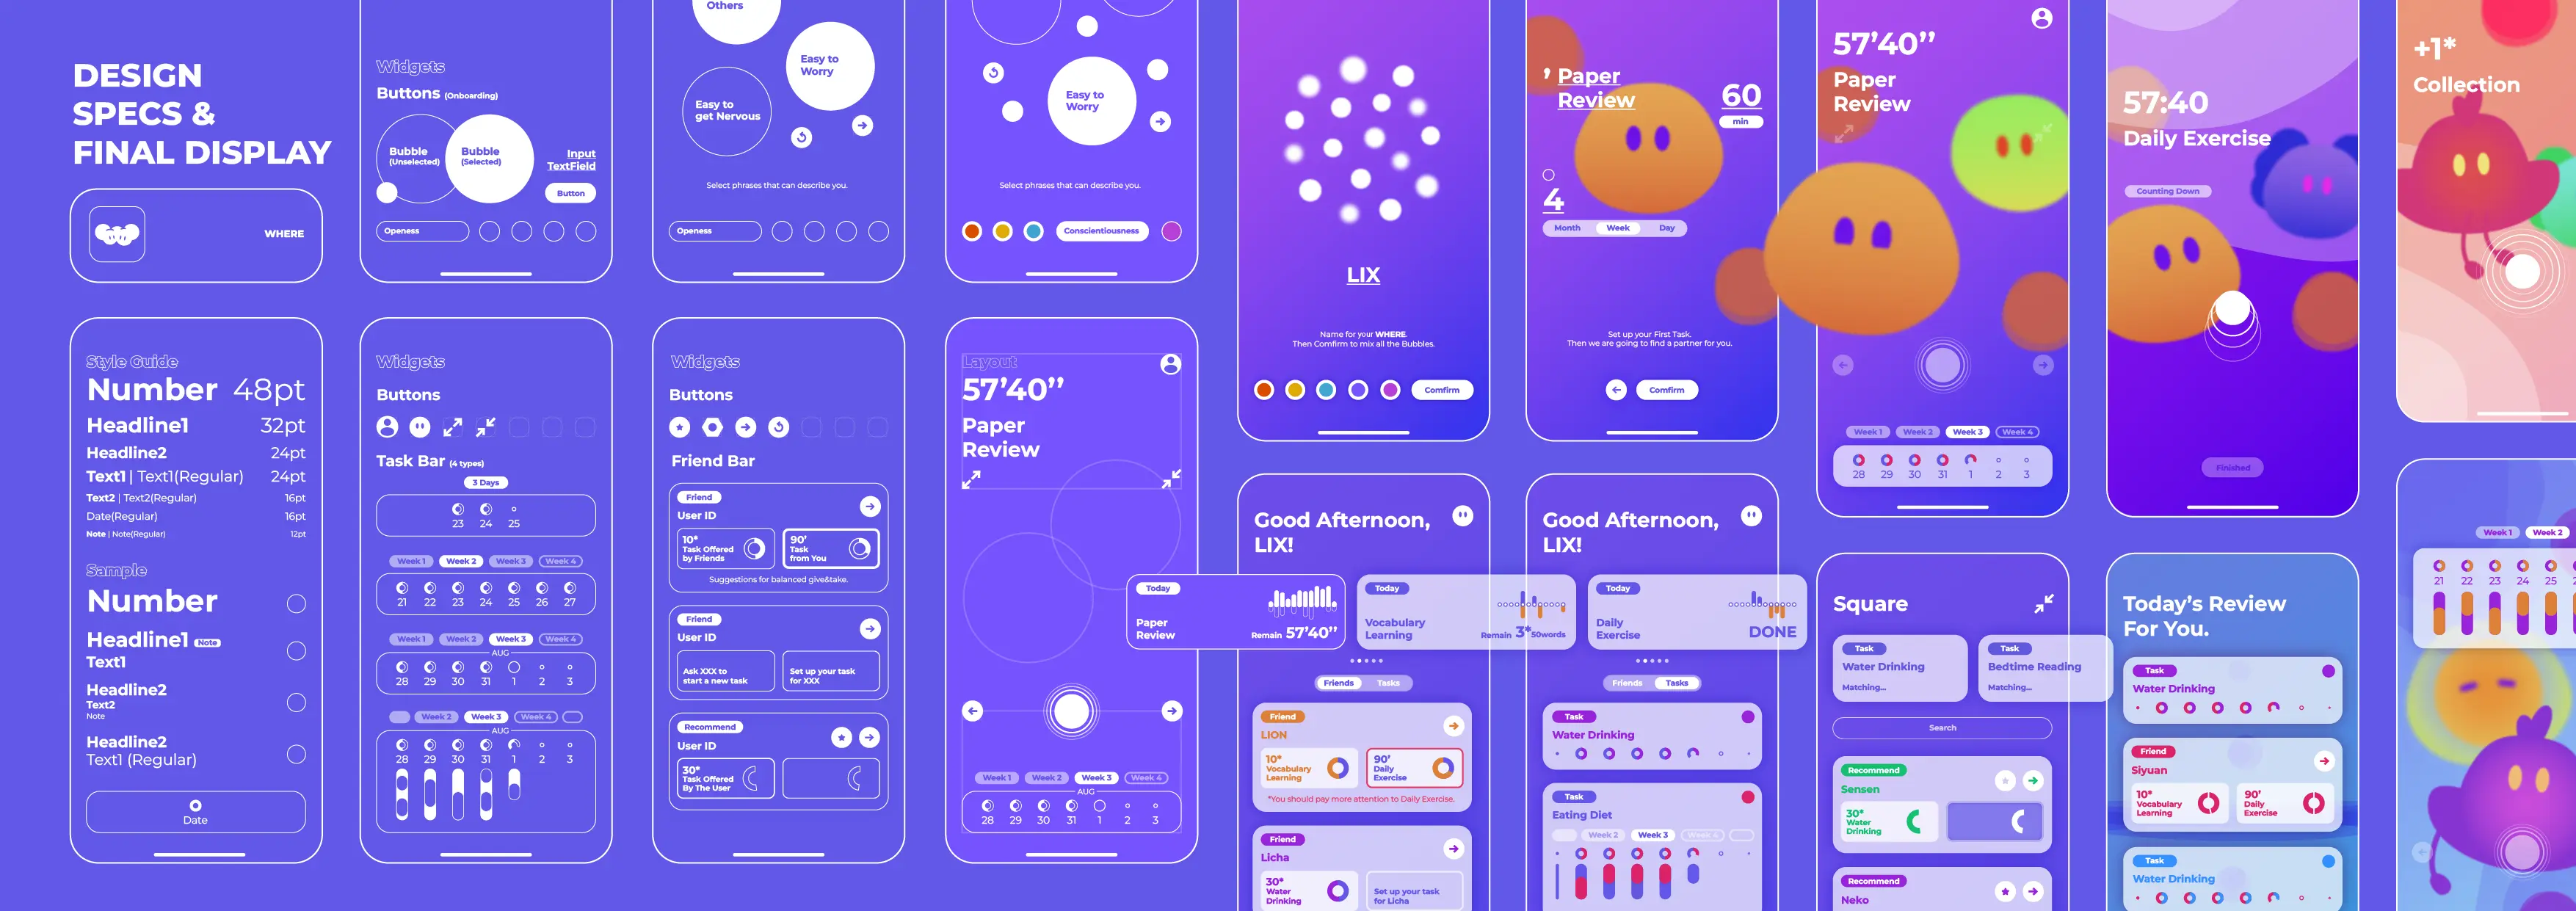 DESIGN
SPECS &
FINAL DISPLAY
WHERE
Style Guide
Number 48pt
Headline1 32pt
Headline2 24pt
Text1 | Text1(Regular) 24pt
Text2 | Text2(Regular) 16pt
Date(Regular) 16pt
Note | Note(Regular) 12pt
Sample
Number
Headline1 Note
Text1
Headline2
Text2
Note
Headline2
Text1 (Regular)
Date
Widgets
Buttons (Onboarding)
Bubble
(Unselected)
Bubble
(Selected)
Input
TextField
Button
Openess
Widgets
Buttons
Task Bar (4 types)
3 Days
23 24 25
Week 1 Week 2 Week 3 Week 4
21 22 23 24 25 26 27
Week 1 Week 2 Week 3 Week 4
AUG
28 29 30 31 1 2 3
Week 2 Week 3 Week 4
AUG
28 29 30 31 1 2 3
Others
Easy to
Worry
Easy to
get Nervous
Select phrases that can describe you.
Openess
Widgets
Buttons
Friend Bar
Friend
User ID
10*
Task Offered
by Friends
90’
Task
from You
Suggestions for balanced give&take.
Friend
User ID
Ask XXX to
start a new task
Set up your task
for XXX
Recommend
User ID
30*
Task Offered
By The User
Easy to
Worry
Select phrases that can describe you.
Conscientiousness
Layout
57’40’’
Paper
Review
Week 1 Week 2 Week 3 Week 4
AUG
28 29 30 31 1 2 3
LIX
Name for your WHERE.
Then Comfirm to mix all the Bubbles.
Comfirm
Good Afternoon,
LIX!
Today
Paper
Review
Remain 57’40’’
Today
Vocabulary
Learning
Remain 3*50words
Friends Tasks
Friend
LION
10*
Vocabulary
Learning
90’
Daily
Exercise
*You should pay more attention to Daily Exercise.
Friend
Licha
30*
Water
Drinking
Set up your task
for Licha
’ Paper
Review
60
min
4
Month Week Day
Set up your First Task.
Then we are going to find a partner for you.
Comfirm
Good Afternoon,
LIX!
Today
Daily
Exercise
DONE
Friends Tasks
Task
Water Drinking
Task
Eating Diet
Week 2 Week 3 Week 4
57’40’’
Paper
Review
Week 1 Week 2 Week 3 Week 4
28 29 30 31 1 2 3
Square
Task
Water Drinking
Matching...
Task
Bedtime Reading
Matching...
Search
Recommend
Sensen
30*
Water
Drinking
Recommend
Neko
57:40
Daily Exercise
Counting Down
Finished
Today’s Review
For You.
Task
Water Drinking
Friend
Siyuan
10*
Vocabulary
Learning
90’
Daily
Exercise
Task
Water Drinking
+1*
Collection
Week 1 Week 2
21 22 23 24 25